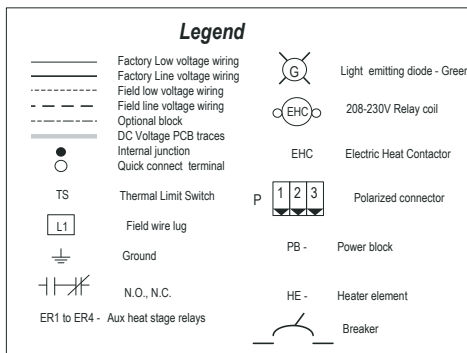 Legend
Factory Low voltage wiring
Factory Line voltage wiring
Field low voltage wiring
Field line voltage wiring
Optional block
DC Voltage PCB traces
Internal junction
Quick connect terminal
TS Thermal Limit Switch
L1 Field wire lug
Ground
N.O., N.C.
ER1 to ER4 - Aux heat stage relays
G Light emitting diode - Green
EHC 208-230V Relay coil
EHC Electric Heat Contactor
P 1 2 3 Polarized connector
PB - Power block
HE - Heater element
Breaker